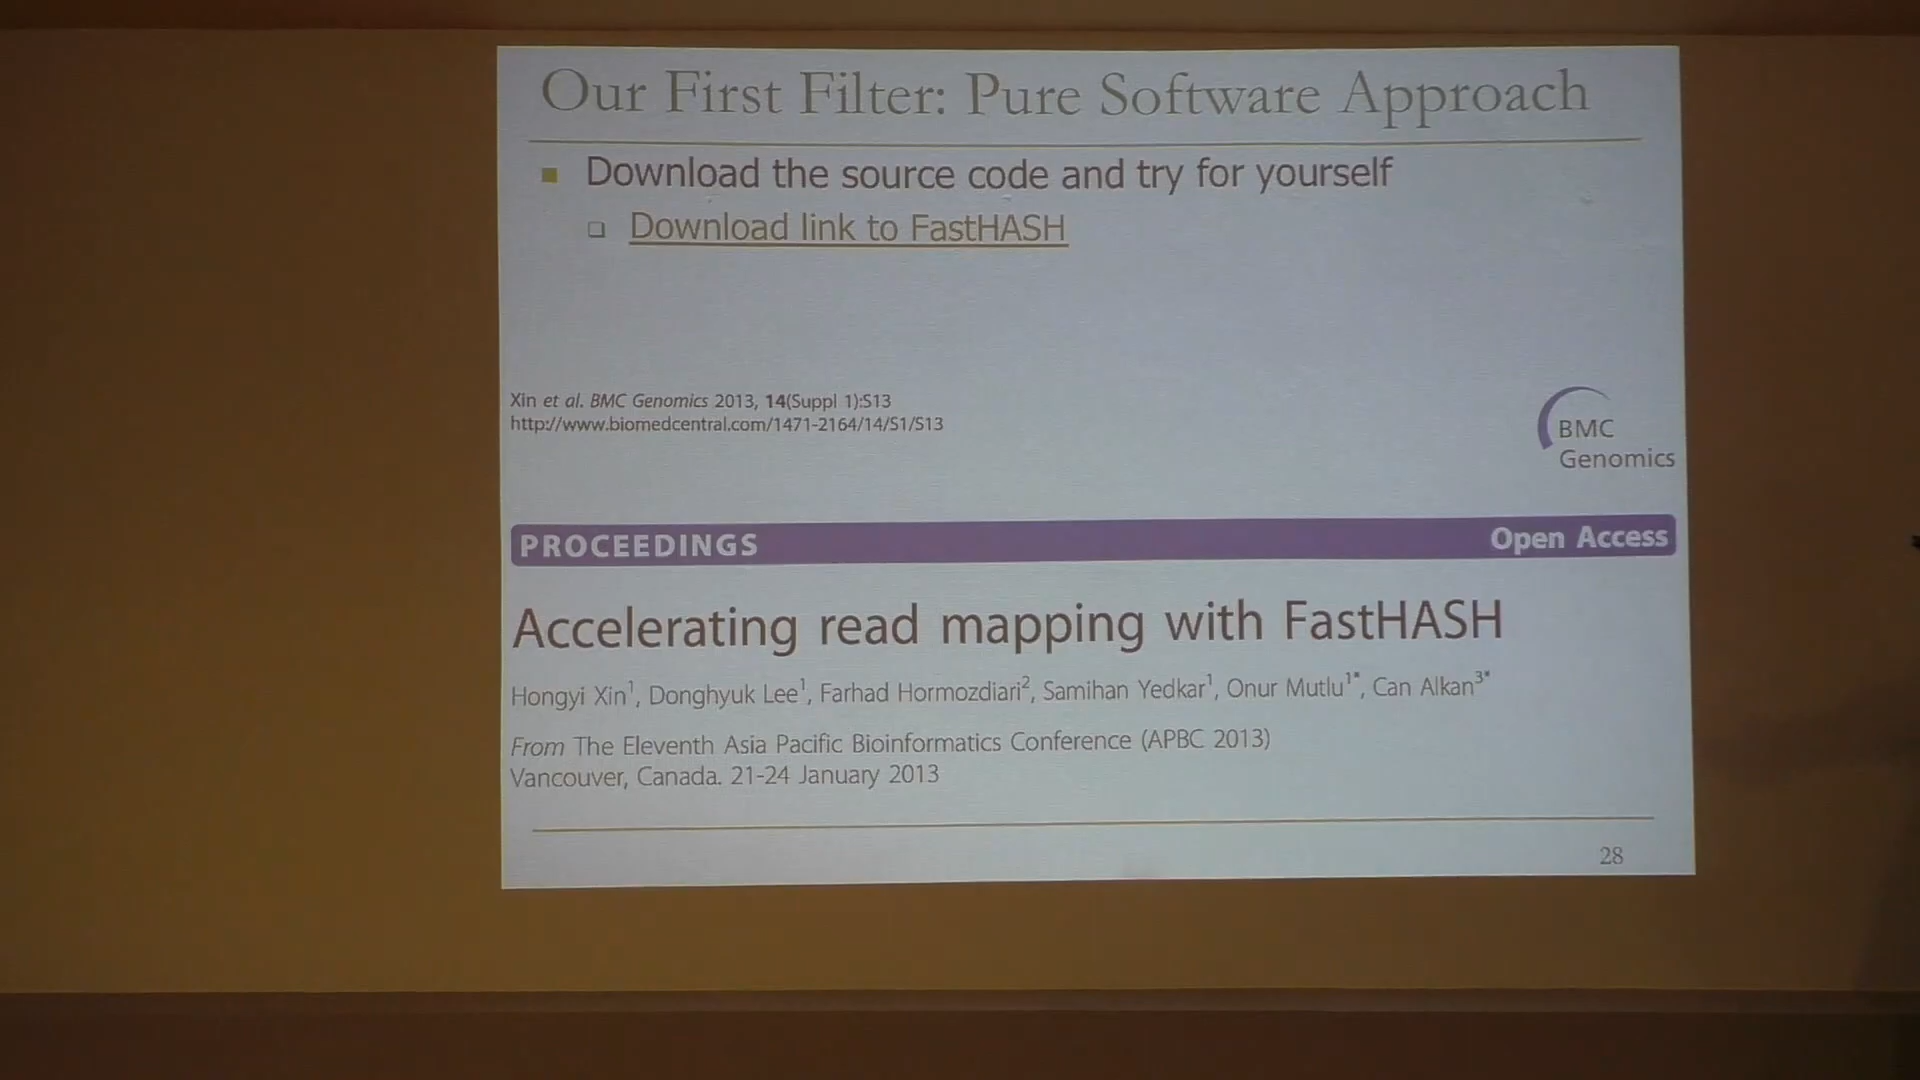 Our First Filter: Pure Software Approach
Download the source code and try for yourself
Download link to FastHASH
Xin et al. BMC Genomics 2013, 14(Suppl 1):S13
http://www.biomedcentral.com/1471-2164/14/S1/S13
BMC
Genomics
PROCEEDINGS Open Access
Accelerating read mapping with FastHASH
Hongyi Xin1, Donghyuk Lee1, Farhad Hormozdiari2, Samihan Yedkar1, Onur Mutlu1*, Can Alkan3*
From The Eleventh Asia Pacific Bioinformatics Conference (APBC 2013)
Vancouver, Canada. 21-24 January 2013
28